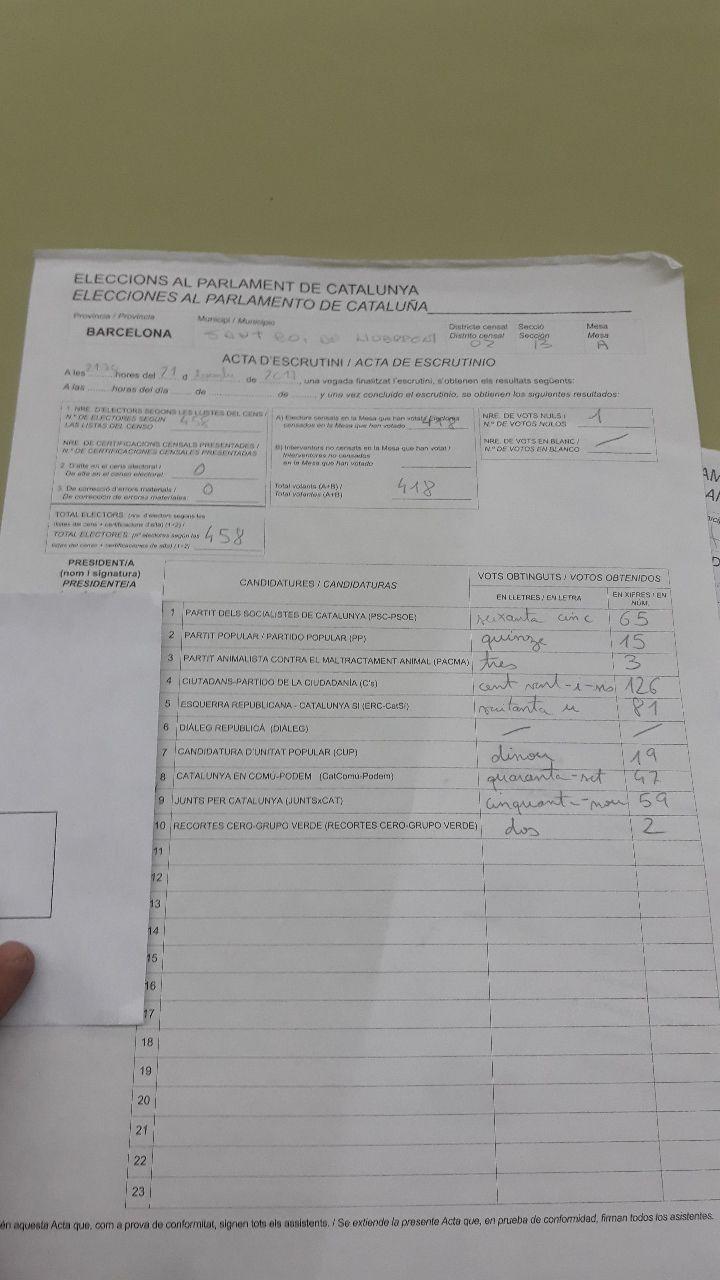 ELECCIONS AL PARLAMENT DE CATALUNYA
ELECCIONES AL PARLAMENTO DE CATALUÑA
Provincia / Provincia
BARCELONA
Municipi / Municipio
SANT BOI DE LLOBREGAT
Districte censal Secció Mesa
Distrito censal Sección Mesa
02 13 A
ACTA D'ESCRUTINI / ACTA DE ESCRUTINIO
A les 2130 hores del 21 d de 2017, una vegada finalitzat l'escrutini, s'obtenen els resultats següents:
A las ........ horas del día ........ de ........ de ........, y una vez concluido el escrutinio, se obtienen los siguientes resultados:
1. NRE. D'ELECTORS SEGONS LES LLISTES DEL CENS /
N.º DE ELECTORES SEGÚN 458
LAS LISTAS DEL CENSO
NRE. DE CERTIFICACIONS CENSALS PRESENTADES /
N.º DE CERTIFICACIONES CENSALES PRESENTADAS
2. D'alta en el cens electoral / 0
De alta en el censo electoral
3. De correcció d'errors materials / 0
De corrección de errores materiales
TOTAL ELECTORS (nre. d'electors segons les
llistes del cens + certificacions d'alta) (1+2) /
TOTAL ELECTORES (nº electores según las 458
listas del censo + certificaciones de alta) (1+2)
A) Electors censats en la Mesa que han votat / Electores
censados en la Mesa que han votado 418
B) Interventors no censats en la Mesa que han votat /
Interventores no censados
en la Mesa que han votado
Total votants (A+B) / 418
Total votantes (A+B)
NRE. DE VOTS NULS / 1
N.º DE VOTOS NULOS
NRE. DE VOTS EN BLANC / —
N.º DE VOTOS EN BLANCO
PRESIDENT/A
(nom i signatura)
PRESIDENTE/A
CANDIDATURES / CANDIDATURAS
VOTS OBTINGUTS / VOTOS OBTENIDOS
EN LLETRES / EN LETRA
EN XIFRES / EN NÚM.
1 PARTIT DELS SOCIALISTES DE CATALUNYA (PSC-PSOE) seixanta cinc 65
2 PARTIT POPULAR / PARTIDO POPULAR (PP) quinze 15
3 PARTIT ANIMALISTA CONTRA EL MALTRACTAMENT ANIMAL (PACMA) tres 3
4 CIUTADANS-PARTIDO DE LA CIUDADANÍA (C's) cent vint-i-sis 126
5 ESQUERRA REPUBLICANA - CATALUNYA SÍ (ERC-CatSí) vuitanta u 81
6 DIÀLEG REPUBLICÀ (DIÀLEG) — —
7 CANDIDATURA D'UNITAT POPULAR (CUP) dinou 19
8 CATALUNYA EN COMÚ-PODEM (CatComú-Podem) quaranta-set 47
9 JUNTS PER CATALUNYA (JUNTSxCAT) cinquanta-nou 59
10 RECORTES CERO-GRUPO VERDE (RECORTES CERO-GRUPO VERDE) dos 2
11
12
13
14
15
16
17
18
19
20
21
22
23
én aquesta Acta que, com a prova de conformitat, signen tots els assistents. / Se extiende la presente Acta que, en prueba de conformidad, firman todos los asistentes.